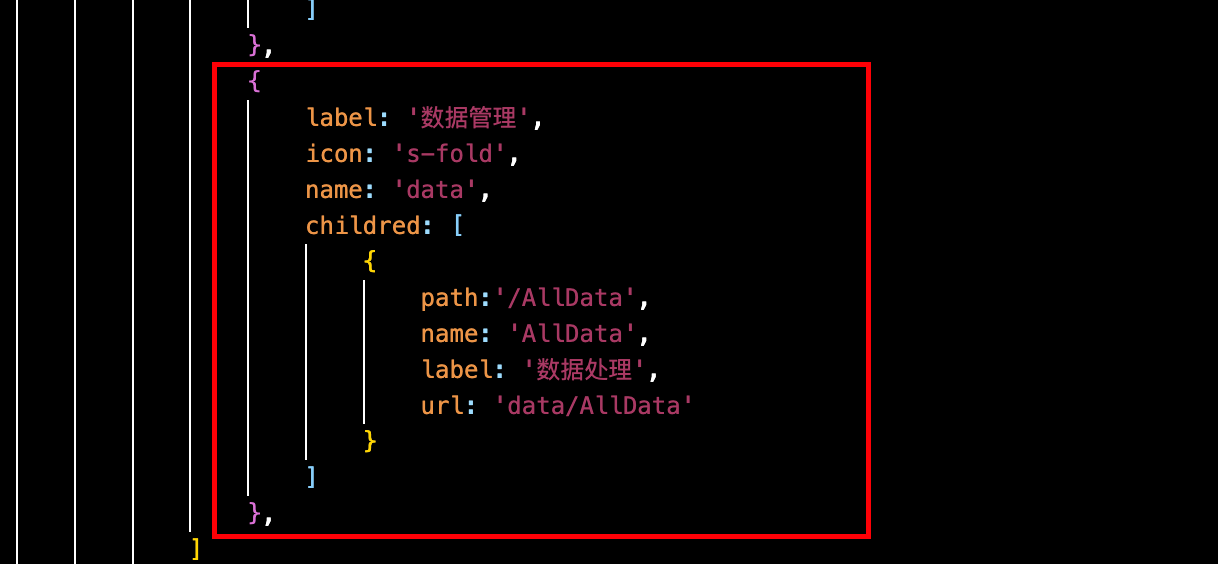 ]
},
{
label: '数据管理',
icon: 's-fold',
name: 'data',
childred: [
{
path:'/AllData',
name: 'AllData',
label: '数据处理',
url: 'data/AllData'
}
]
},
]